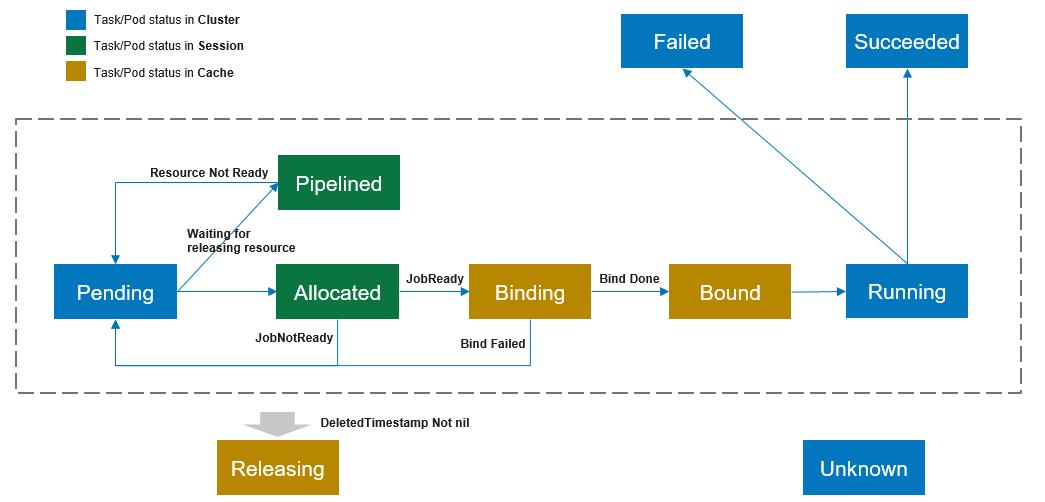 Task/Pod status in Cluster
Task/Pod status in Session
Task/Pod status in Cache
Failed
Succeeded
Resource Not Ready
Pipelined
Waiting for
releasing resource
Pending
Allocated
JobReady
Binding
Bind Done
Bound
Running
JobNotReady
Bind Failed
DeletedTimestamp Not nil
Releasing
Unknown